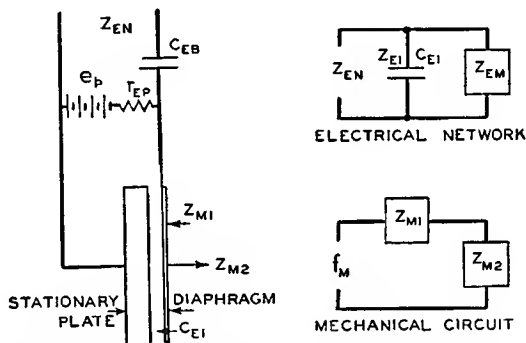 Z_EN
C_EB
e_p
r_EP
Z_M1
Z_M2
STATIONARY PLATE
DIAPHRAGM
C_E1
Z_EN
Z_E1
C_E1
Z_EM
ELECTRICAL NETWORK
f_M
Z_M1
Z_M2
MECHANICAL CIRCUIT